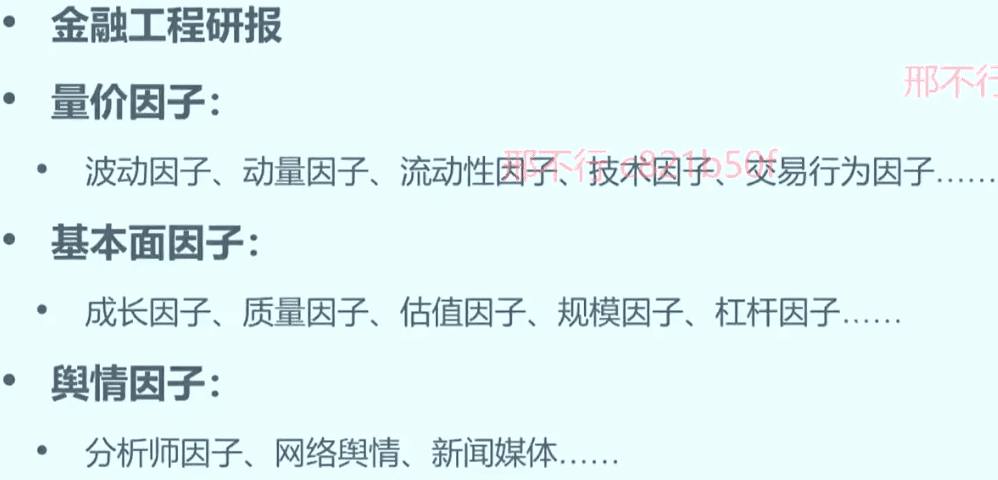 • 金融工程研报
邢不行
• 量价因子：
• 波动因子、动量因子、流动性因子、技术因子、交易行为因子……
邢不行 c821b50f
• 基本面因子：
• 成长因子、质量因子、估值因子、规模因子、杠杆因子……
• 舆情因子：
• 分析师因子、网络舆情、新闻媒体……